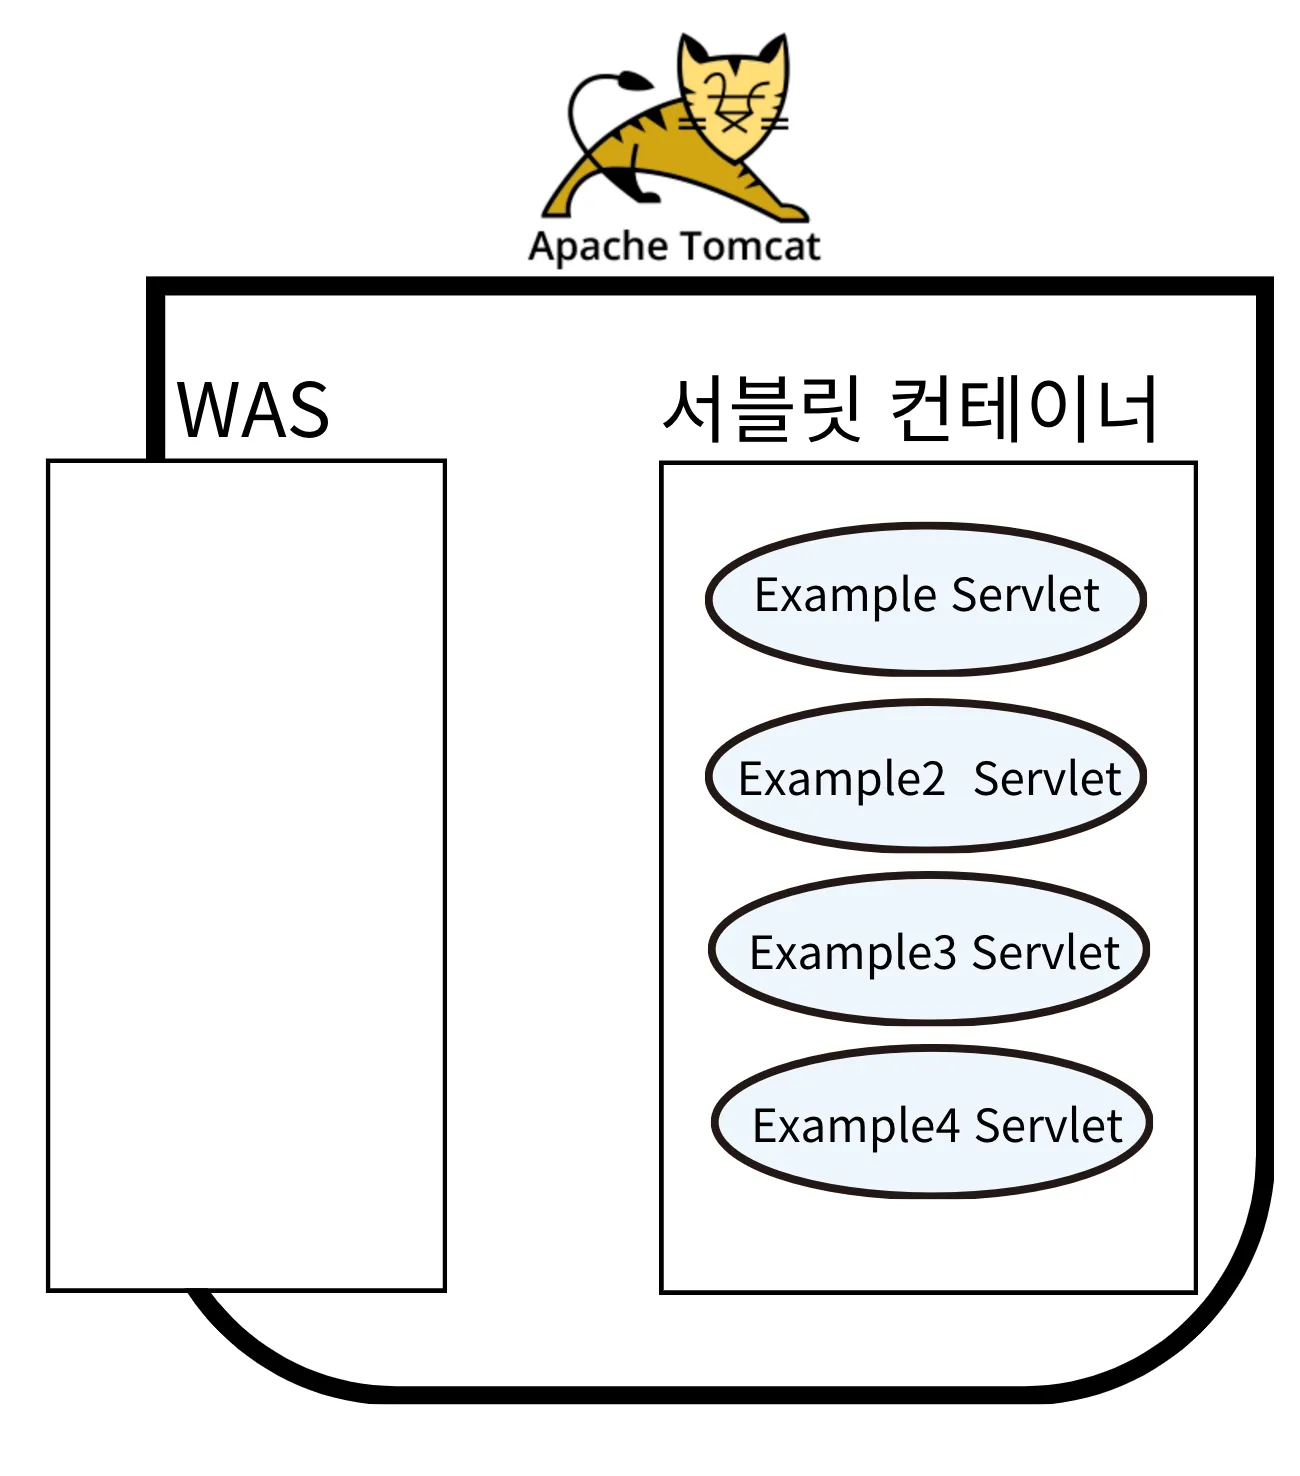 Apache Tomcat
WAS
서블릿 컨테이너
Example Servlet
Example2  Servlet
Example3 Servlet
Example4 Servlet